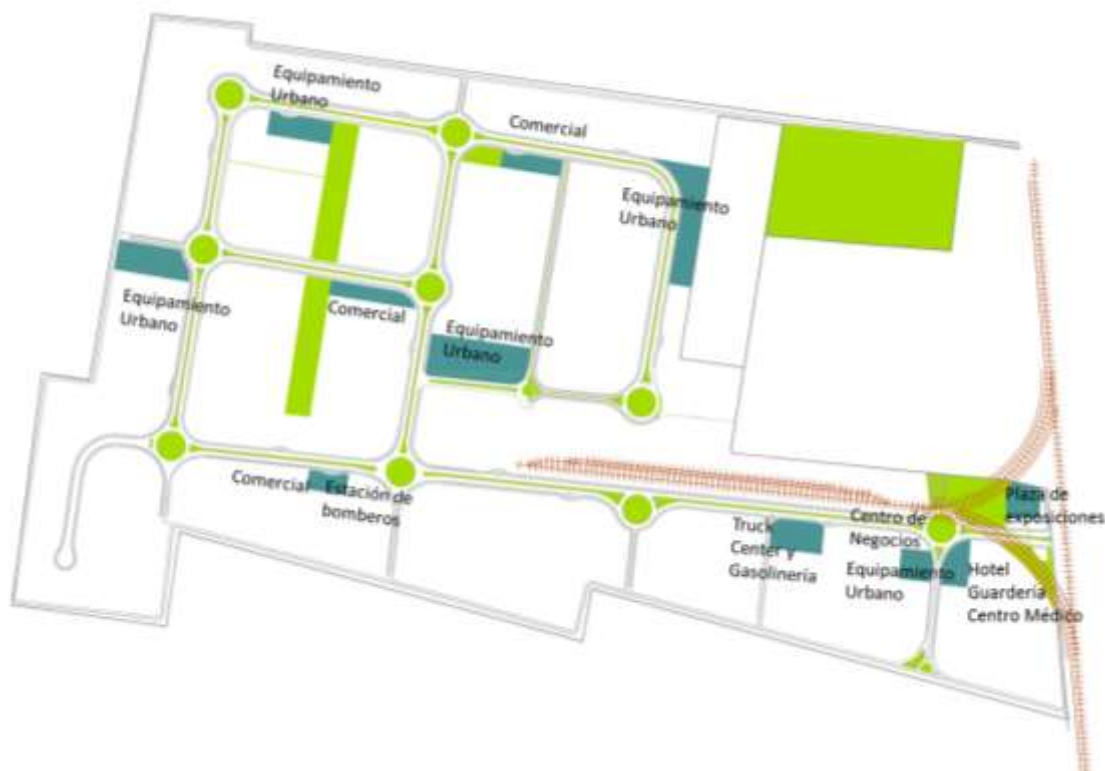 Equipamiento
Urbano
Comercial
Equipamiento
Urbano
Equipamiento
Urbano
Comercial
Equipamiento
Urbano
Comercial
Estación de
bomberos
Truck
Center y
Gasolinería
Centro de
Negocios
Plaza de
exposiciones
Equipamiento
Urbano
Hotel
Guardería
Centro Médico